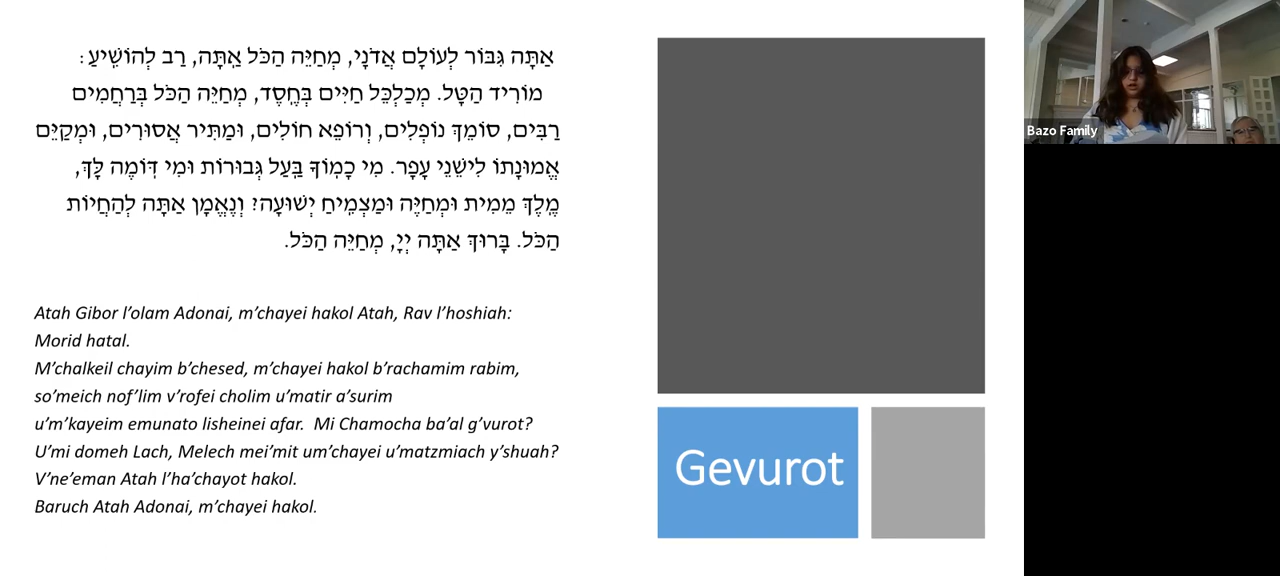 אַתָּה גִּבּוֹר לְעוֹלָם אֲדֹנָי, מְחַיֵּה הַכֹּל אַתָּה, רַב לְהוֹשִׁיעַ:
מוֹרִיד הַטָּל. מְכַלְכֵּל חַיִּים בְּחֶסֶד, מְחַיֵּה הַכֹּל בְּרַחֲמִים
רַבִּים, סוֹמֵךְ נוֹפְלִים, וְרוֹפֵא חוֹלִים, וּמַתִּיר אֲסוּרִים, וּמְקַיֵּם
אֱמוּנָתוֹ לִישֵׁנֵי עָפָר. מִי כָמוֹךָ בַּעַל גְּבוּרוֹת וּמִי דּוֹמֶה לָּךְ,
מֶלֶךְ מֵמִית וּמְחַיֶּה וּמַצְמִיחַ יְשׁוּעָה? וְנֶאֱמָן אַתָּה לְהַחֲיוֹת
הַכֹּל. בָּרוּךְ אַתָּה יְיָ, מְחַיֵּה הַכֹּל.
Atah Gibor l’olam Adonai, m’chayei hakol Atah, Rav l’hoshiah:
Morid hatal.
M’chalkeil chayim b’chesed, m’chayei hakol b’rachamim rabim,
so’meich nof’lim v’rofei cholim u’matir a’surim
u’m’kayeim emunato lisheinei afar.  Mi Chamocha ba’al g’vurot?
U’mi domeh Lach, Melech mei’mit um’chayei u’matzmiach y’shuah?
V’ne’eman Atah l’ha’chayot hakol.
Baruch Atah Adonai, m’chayei hakol.
Gevurot
Bazo Family